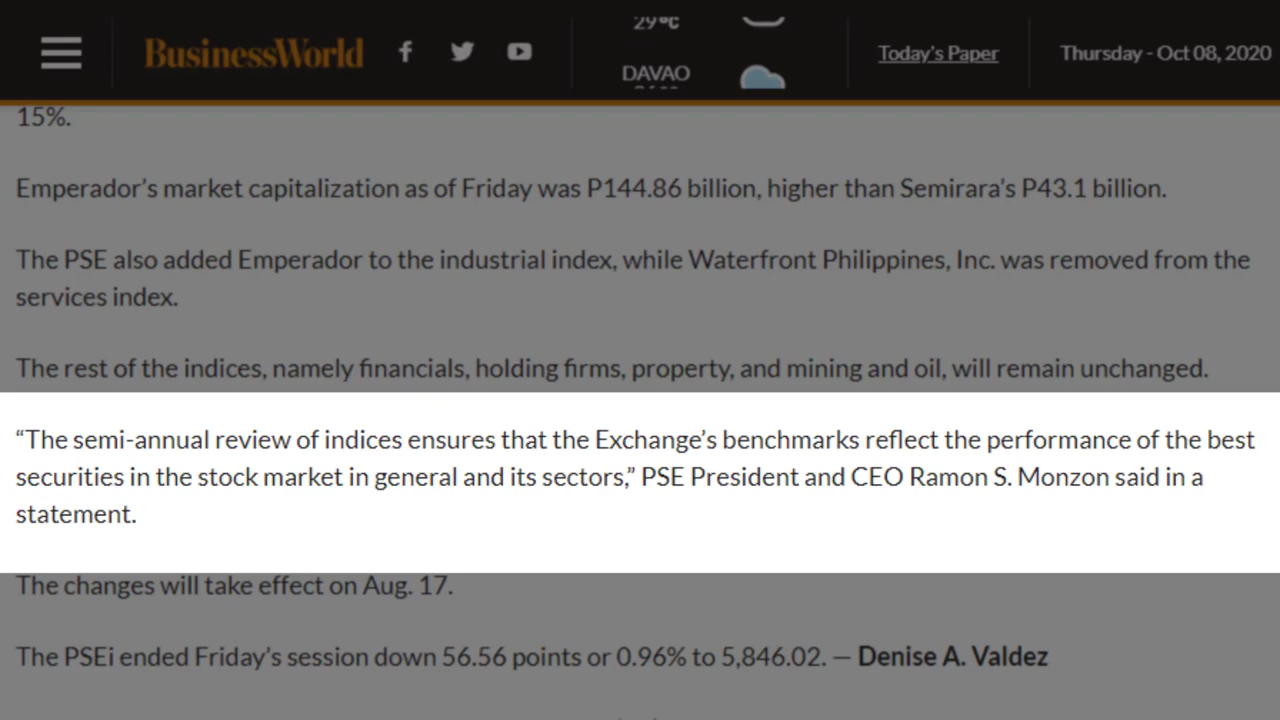 29°C
BusinessWorld
DAVAO
Today's Paper
Thursday - Oct 08, 2020
15%.
Emperador’s market capitalization as of Friday was P144.86 billion, higher than Semirara’s P43.1 billion.
The PSE also added Emperador to the industrial index, while Waterfront Philippines, Inc. was removed from the
services index.
The rest of the indices, namely financials, holding firms, property, and mining and oil, will remain unchanged.
“The semi-annual review of indices ensures that the Exchange’s benchmarks reflect the performance of the best
securities in the stock market in general and its sectors,” PSE President and CEO Ramon S. Monzon said in a
statement.
The changes will take effect on Aug. 17.
The PSEi ended Friday’s session down 56.56 points or 0.96% to 5,846.02. — Denise A. Valdez